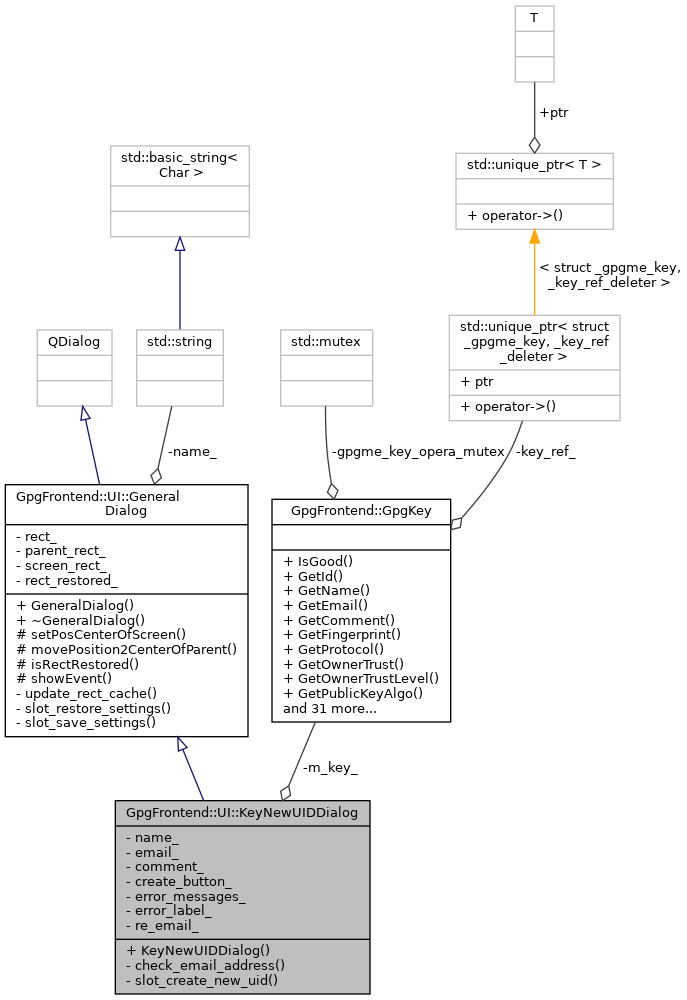 T
+ptr
std::basic_string<
Char >
std::unique_ptr< T >
+ operator->()
< struct _gpgme_key,
_key_ref_deleter >
QDialog
std::string
std::mutex
std::unique_ptr< struct
_gpgme_key, _key_ref
_deleter >
+ ptr
+ operator->()
-name_
-gpgme_key_opera_mutex
-key_ref_
GpgFrontend::UI::General
Dialog
- rect_
- parent_rect_
- screen_rect_
- rect_restored_
+ GeneralDialog()
+ ~GeneralDialog()
# setPosCenterOfScreen()
# movePosition2CenterOfParent()
# isRectRestored()
# showEvent()
- update_rect_cache()
- slot_restore_settings()
- slot_save_settings()
GpgFrontend::GpgKey
+ IsGood()
+ GetId()
+ GetName()
+ GetEmail()
+ GetComment()
+ GetFingerprint()
+ GetProtocol()
+ GetOwnerTrust()
+ GetOwnerTrustLevel()
+ GetPublicKeyAlgo()
and 31 more...
-m_key_
GpgFrontend::UI::KeyNewUIDDialog
- name_
- email_
- comment_
- create_button_
- error_messages_
- error_label_
- re_email_
+ KeyNewUIDDialog()
- check_email_address()
- slot_create_new_uid()